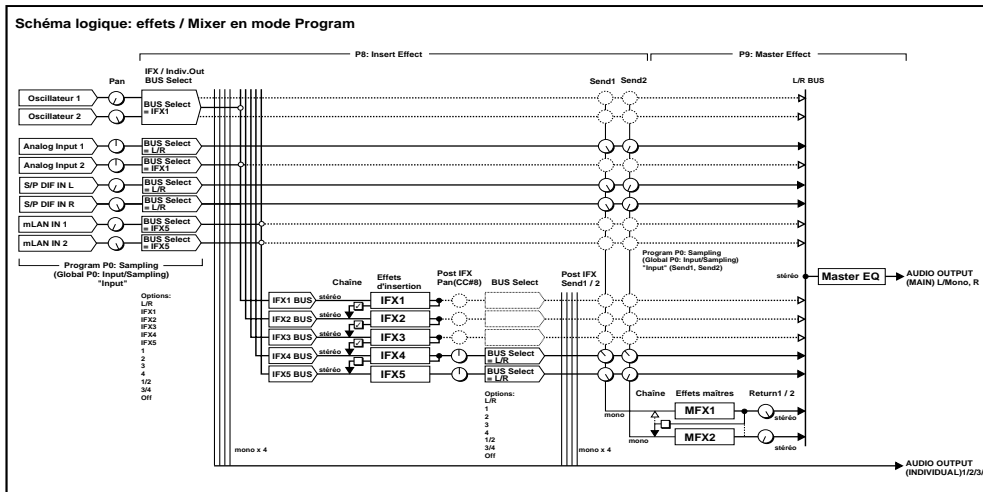 Schéma logique: effets / Mixer en mode Program
P8: Insert Effect
P9: Master Effect
Pan
IFX / Indiv.Out
BUS Select
Send1
Send2
L/R BUS
Oscillateur 1
Oscillateur 2
BUS Select
= IFX1
Analog Input 1
BUS Select
= L/R
Analog Input 2
BUS Select
= IFX1
S/P DIF IN L
BUS Select
= L/R
S/P DIF IN R
BUS Select
= L/R
mLAN IN 1
BUS Select
= IFX5
mLAN IN 2
BUS Select
= IFX5
Program P0: Sampling
(Global P0: Input/Sampling)
"Input"
Program P0: Sampling
(Global P0: Input/Sampling)
"Input" (Send1, Send2)
stéréo
Master EQ
AUDIO OUTPUT
(MAIN) L/Mono, R
Options:
L/R
IFX1
IFX2
IFX3
IFX4
IFX5
1
2
3
4
1/2
3/4
Off
Chaîne
Effets
d'insertion
Post IFX
Pan(CC#8)
BUS Select
Post IFX
Send1 / 2
IFX1 BUS
stéréo
IFX1
IFX2 BUS
stéréo
IFX2
IFX3 BUS
stéréo
IFX3
IFX4 BUS
stéréo
IFX4
BUS Select
= L/R
IFX5 BUS
stéréo
IFX5
BUS Select
= L/R
Options:
L/R
1
2
3
4
1/2
3/4
Off
Chaîne
Effets maîtres
Return1 / 2
mono
MFX1
stéréo
mono
MFX2
stéréo
mono x 4
mono x 4
AUDIO OUTPUT
(INDIVIDUAL)1/2/3/